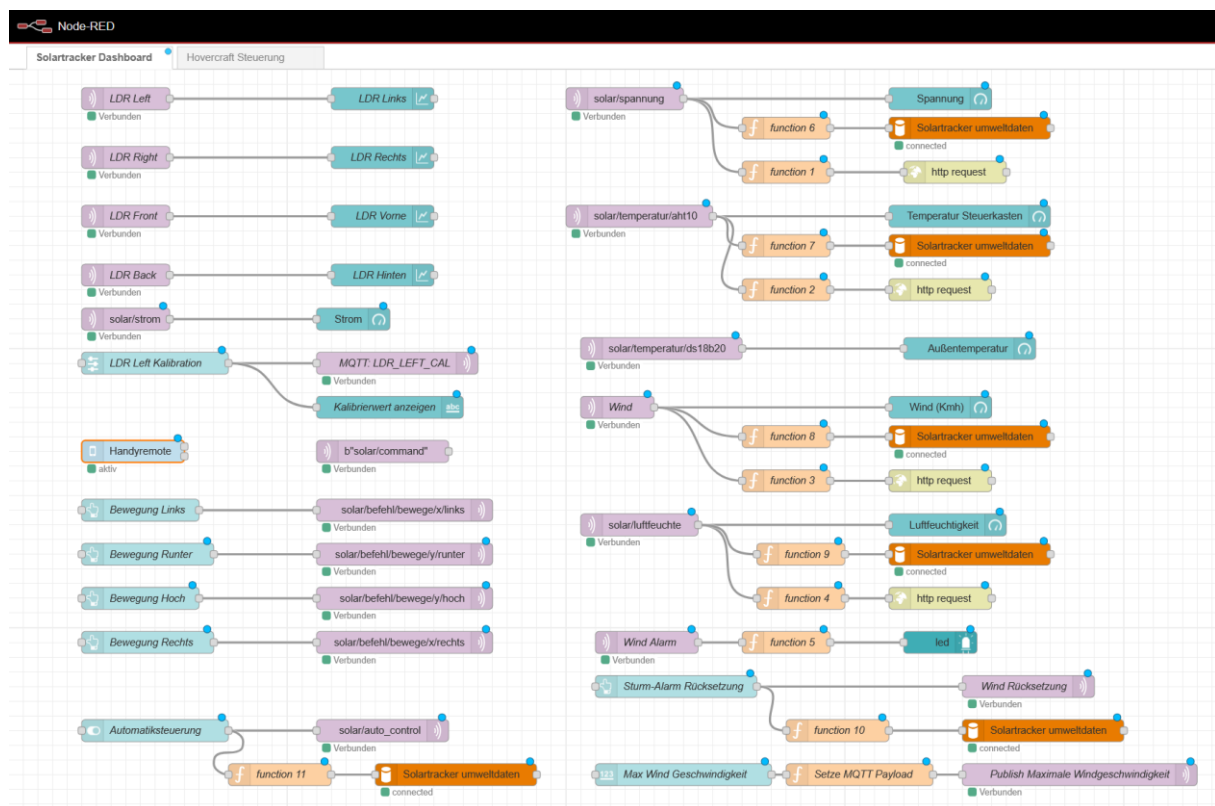 Node-RED
Solartracker Dashboard
Hovercraft Steuerung
LDR Left
Verbunden
LDR Links
LDR Right
Verbunden
LDR Rechts
LDR Front
Verbunden
LDR Vorne
LDR Back
Verbunden
LDR Hinten
solar/strom
Verbunden
Strom
LDR Left Kalibration
MQTT: LDR_LEFT_CAL
Verbunden
Kalibrierwert anzeigen
abc
Handyremote
aktiv
b"solar/command"
Verbunden
Bewegung Links
solar/befehl/bewege/x/links
Verbunden
Bewegung Runter
solar/befehl/bewege/y/runter
Verbunden
Bewegung Hoch
solar/befehl/bewege/y/hoch
Verbunden
Bewegung Rechts
solar/befehl/bewege/x/rechts
Verbunden
Automatiksteuerung
solar/auto_control
Verbunden
f
function 11
Solartracker umweltdaten
connected
solar/spannung
Verbunden
Spannung
f
function 6
Solartracker umweltdaten
connected
f
function 1
http request
solar/temperatur/aht10
Verbunden
Temperatur Steuerkasten
f
function 7
Solartracker umweltdaten
connected
f
function 2
http request
solar/temperatur/ds18b20
Verbunden
Außentemperatur
Wind
Verbunden
Wind (Kmh)
f
function 8
Solartracker umweltdaten
connected
f
function 3
http request
solar/luftfeuchte
Verbunden
Luftfeuchtigkeit
f
function 9
Solartracker umweltdaten
connected
f
function 4
http request
Wind Alarm
Verbunden
f
function 5
led
Sturm-Alarm Rücksetzung
Wind Rücksetzung
Verbunden
f
function 10
Solartracker umweltdaten
connected
123
Max Wind Geschwindigkeit
f
Setze MQTT Payload
Publish Maximale Windgeschwindigkeit
Verbunden